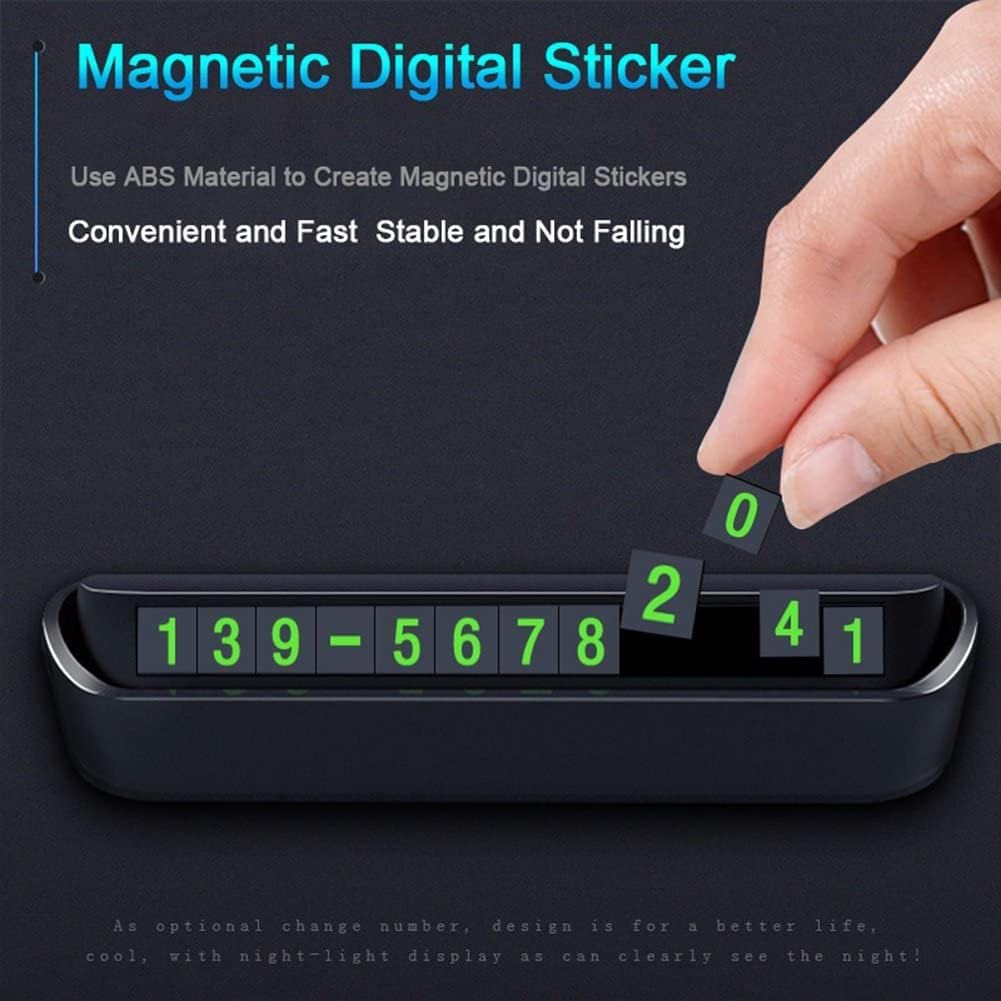 Magnetic Digital Sticker
Use ABS Material to Create Magnetic Digital Stickers
Convenient and Fast Stable and Not Falling
0
139-5678 2 4 1
As optional change number, design is for a better life,
cool, with night-light display as can clearly see the night!